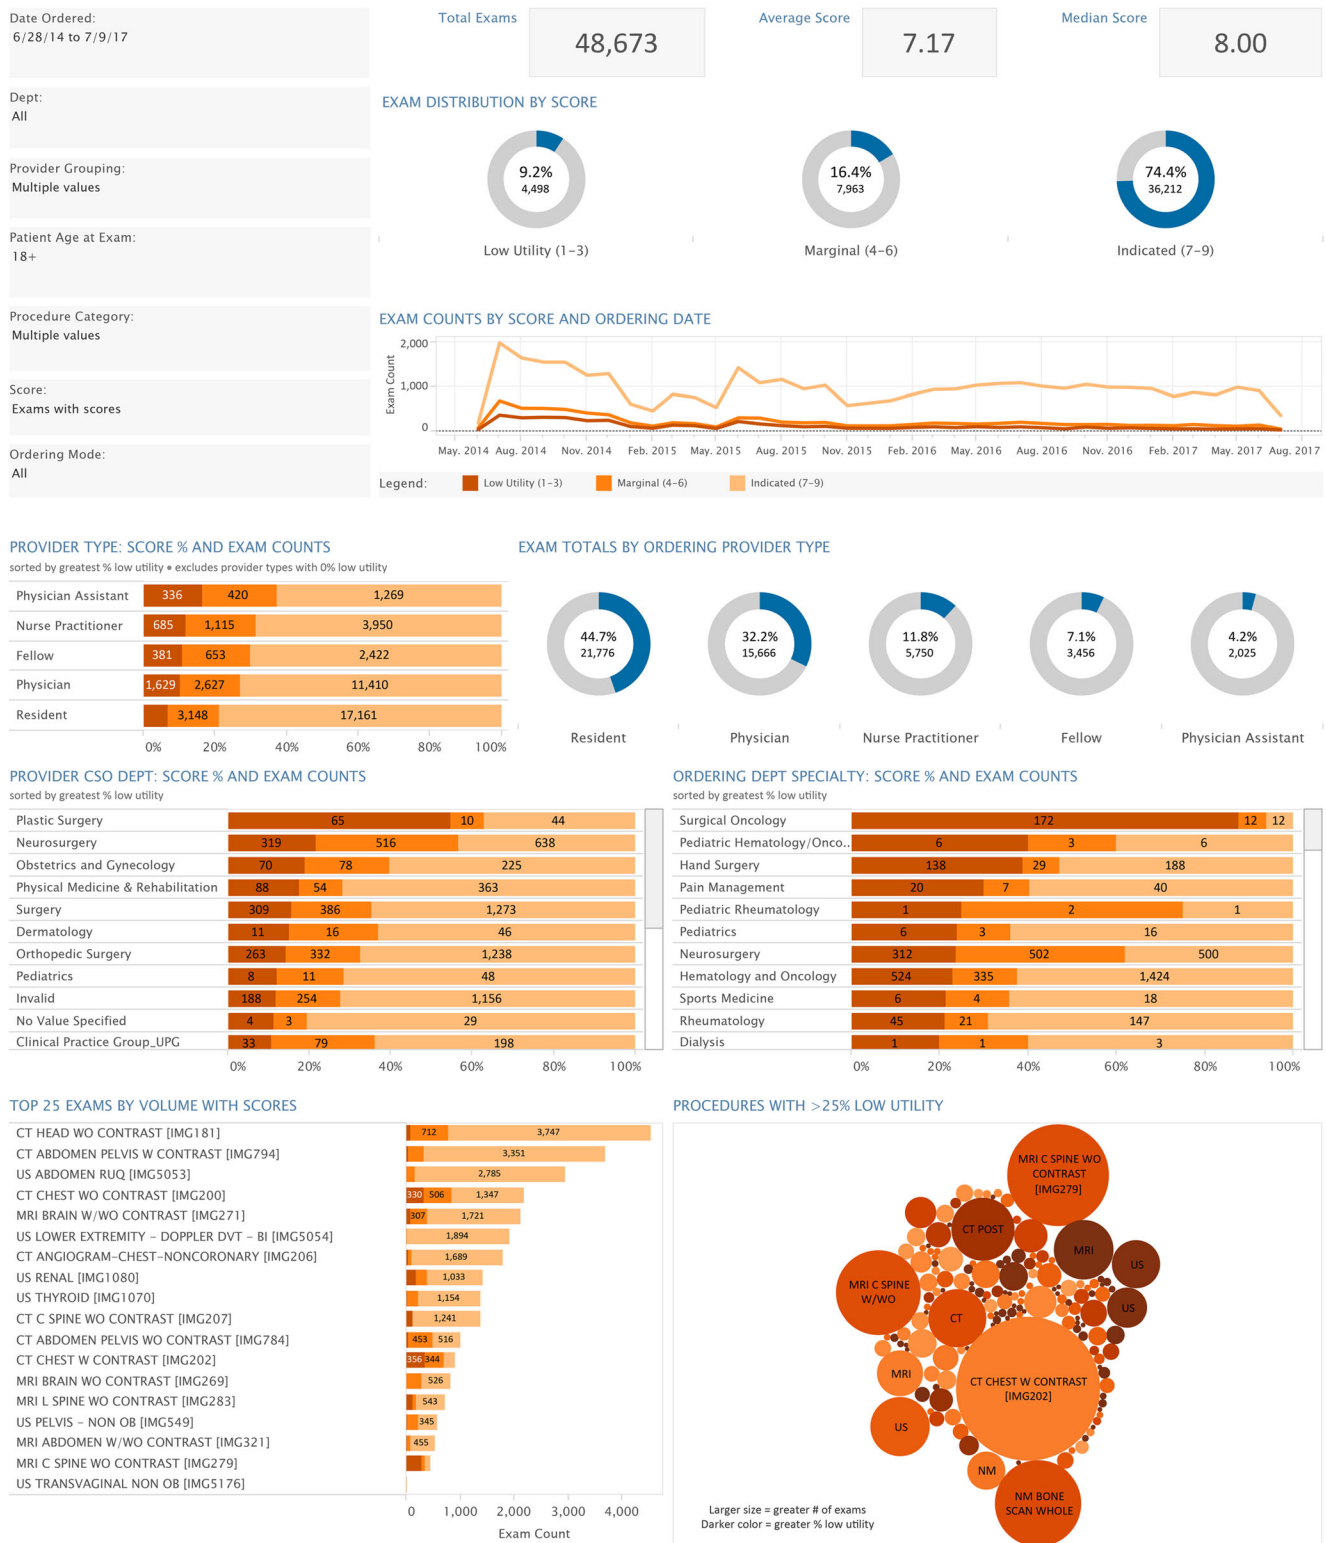 Date Ordered:
6/28/14 to 7/9/17
Total Exams
48,673
Average Score
7.17
Median Score
8.00
Dept:
All
Provider Grouping:
Multiple values
Patient Age at Exam:
18+
Procedure Category:
Multiple values
Score:
Exams with scores
Ordering Mode:
All
EXAM DISTRIBUTION BY SCORE
9.2%
4,498
Low Utility (1–3)
16.4%
7,963
Marginal (4–6)
74.4%
36,212
Indicated (7–9)
EXAM COUNTS BY SCORE AND ORDERING DATE
Exam Count
2,000
1,000
0
May. 2014 Aug. 2014 Nov. 2014 Feb. 2015 May. 2015 Aug. 2015 Nov. 2015 Feb. 2016 May. 2016 Aug. 2016 Nov. 2016 Feb. 2017 May. 2017 Aug. 2017
Legend: Low Utility (1–3) Marginal (4–6) Indicated (7–9)
PROVIDER TYPE: SCORE % AND EXAM COUNTS
sorted by greatest % low utility • excludes provider types with 0% low utility
Physician Assistant 336 420 1,269
Nurse Practitioner 685 1,115 3,950
Fellow 381 653 2,422
Physician 1,629 2,627 11,410
Resident 3,148 17,161
0% 20% 40% 60% 80% 100%
EXAM TOTALS BY ORDERING PROVIDER TYPE
44.7%
21,776
Resident
32.2%
15,666
Physician
11.8%
5,750
Nurse Practitioner
7.1%
3,456
Fellow
4.2%
2,025
Physician Assistant
PROVIDER CSO DEPT: SCORE % AND EXAM COUNTS
sorted by greatest % low utility
Plastic Surgery 65 10 44
Neurosurgery 319 516 638
Obstetrics and Gynecology 70 78 225
Physical Medicine & Rehabilitation 88 54 363
Surgery 309 386 1,273
Dermatology 11 16 46
Orthopedic Surgery 263 332 1,238
Pediatrics 8 11 48
Invalid 188 254 1,156
No Value Specified 4 3 29
Clinical Practice Group_UPG 33 79 198
0% 20% 40% 60% 80% 100%
ORDERING DEPT SPECIALTY: SCORE % AND EXAM COUNTS
sorted by greatest % low utility
Surgical Oncology 172 12 12
Pediatric Hematology/Onco.. 6 3 6
Hand Surgery 138 29 188
Pain Management 20 7 40
Pediatric Rheumatology 1 2 1
Pediatrics 6 3 16
Neurosurgery 312 502 500
Hematology and Oncology 524 335 1,424
Sports Medicine 6 4 18
Rheumatology 45 21 147
Dialysis 1 1 3
0% 20% 40% 60% 80% 100%
TOP 25 EXAMS BY VOLUME WITH SCORES
CT HEAD WO CONTRAST [IMG181] 712 3,747
CT ABDOMEN PELVIS W CONTRAST [IMG794] 3,351
US ABDOMEN RUQ [IMG5053] 2,785
CT CHEST WO CONTRAST [IMG200] 330 506 1,347
MRI BRAIN W/WO CONTRAST [IMG271] 307 1,721
US LOWER EXTREMITY – DOPPLER DVT – BI [IMG5054] 1,894
CT ANGIOGRAM–CHEST–NONCORONARY [IMG206] 1,689
US RENAL [IMG1080] 1,033
US THYROID [IMG1070] 1,154
CT C SPINE WO CONTRAST [IMG207] 1,241
CT ABDOMEN PELVIS WO CONTRAST [IMG784] 453 516
CT CHEST W CONTRAST [IMG202] 356 344
MRI BRAIN WO CONTRAST [IMG269] 526
MRI L SPINE WO CONTRAST [IMG283] 543
US PELVIS – NON OB [IMG549] 345
MRI ABDOMEN W/WO CONTRAST [IMG321] 455
MRI C SPINE WO CONTRAST [IMG279]
US TRANSVAGINAL NON OB [IMG5176]
0 1,000 2,000 3,000 4,000
Exam Count
PROCEDURES WITH >25% LOW UTILITY
MRI C SPINE WO
CONTRAST
[IMG279]
CT POST
MRI
US
MRI C SPINE
W/WO
US
CT
MRI
CT CHEST W CONTRAST
[IMG202]
US
NM
NM BONE
SCAN WHOLE
Larger size = greater # of exams
Darker color = greater % low utility